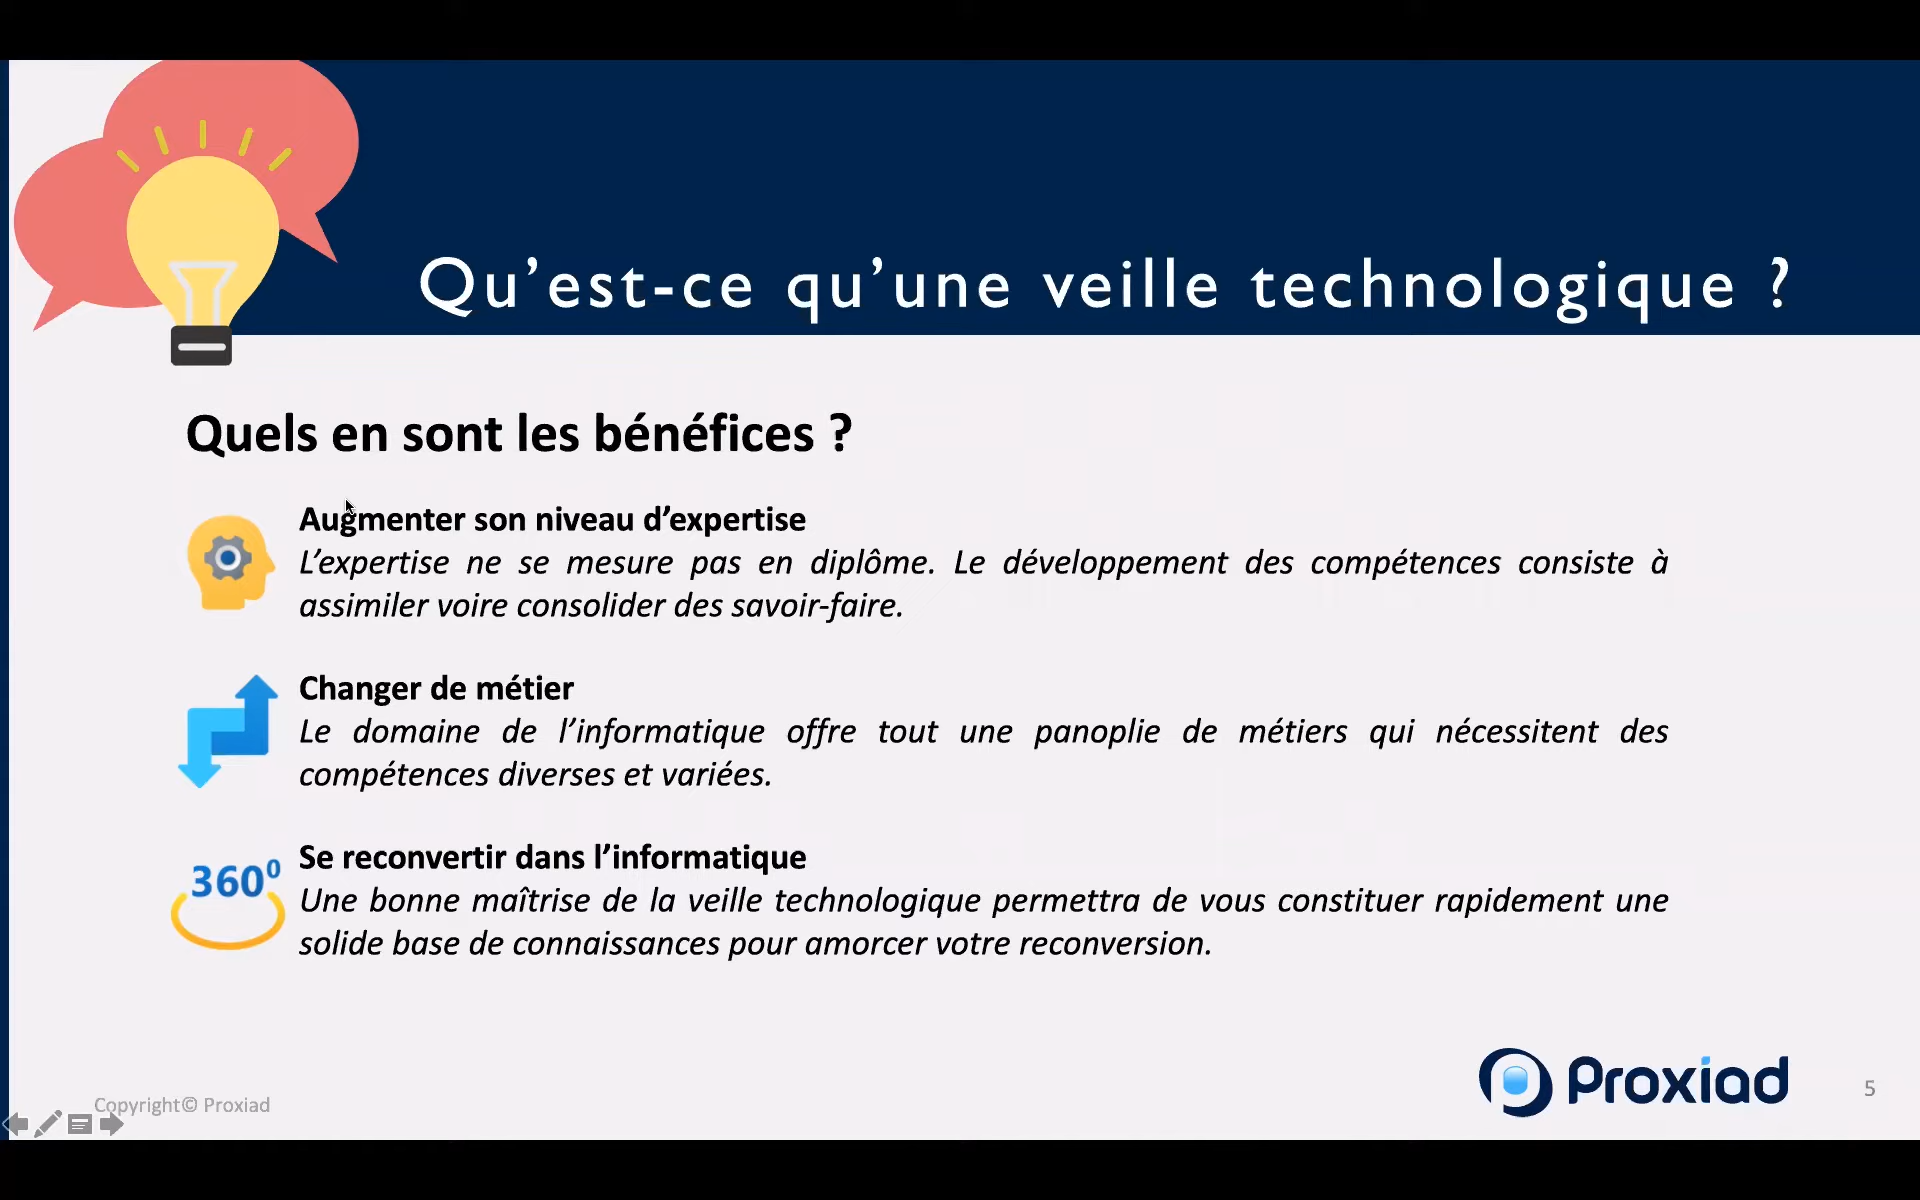 Qu’est-ce qu’une veille technologique ?
Quels en sont les bénéfices ?
Augmenter son niveau d’expertise
L’expertise ne se mesure pas en diplôme. Le développement des compétences consiste à
assimiler voire consolider des savoir-faire.
Changer de métier
Le domaine de l’informatique offre tout une panoplie de métiers qui nécessitent des
compétences diverses et variées.
360⁰
Se reconvertir dans l’informatique
Une bonne maîtrise de la veille technologique permettra de vous constituer rapidement une
solide base de connaissances pour amorcer votre reconversion.
Copyright© Proxiad
Proxiad
5